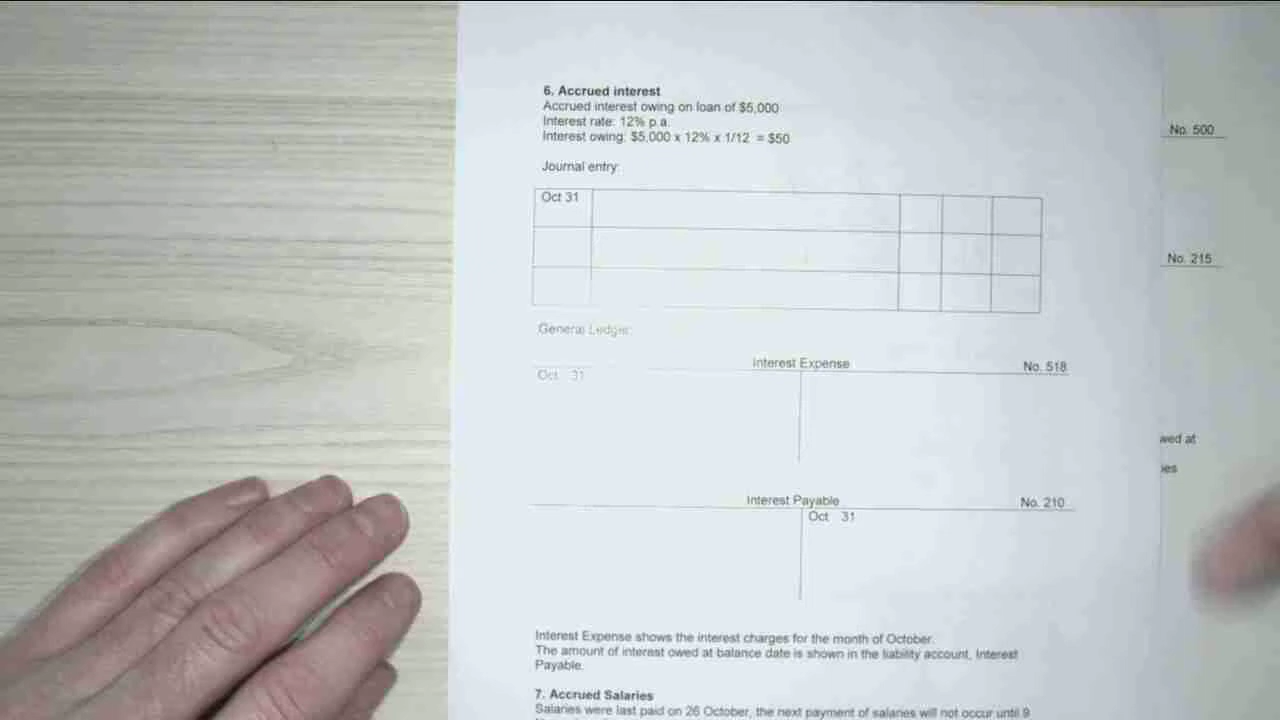 6. Accrued interest
Accrued interest owing on loan of $5,000
Interest rate: 12% p.a.
Interest owing: $5,000 x 12% x 1/12 = $50
Journal entry:
Oct 31
General Ledger:
Interest Expense No. 518
Oct 31
Interest Payable No. 210
Oct 31
Interest Expense shows the interest charges for the month of October.
The amount of interest owed at balance date is shown in the liability account, Interest
Payable.
7. Accrued Salaries
Salaries were last paid on 26 October, the next payment of salaries will not occur until 9
No. 500
No. 215
wed at